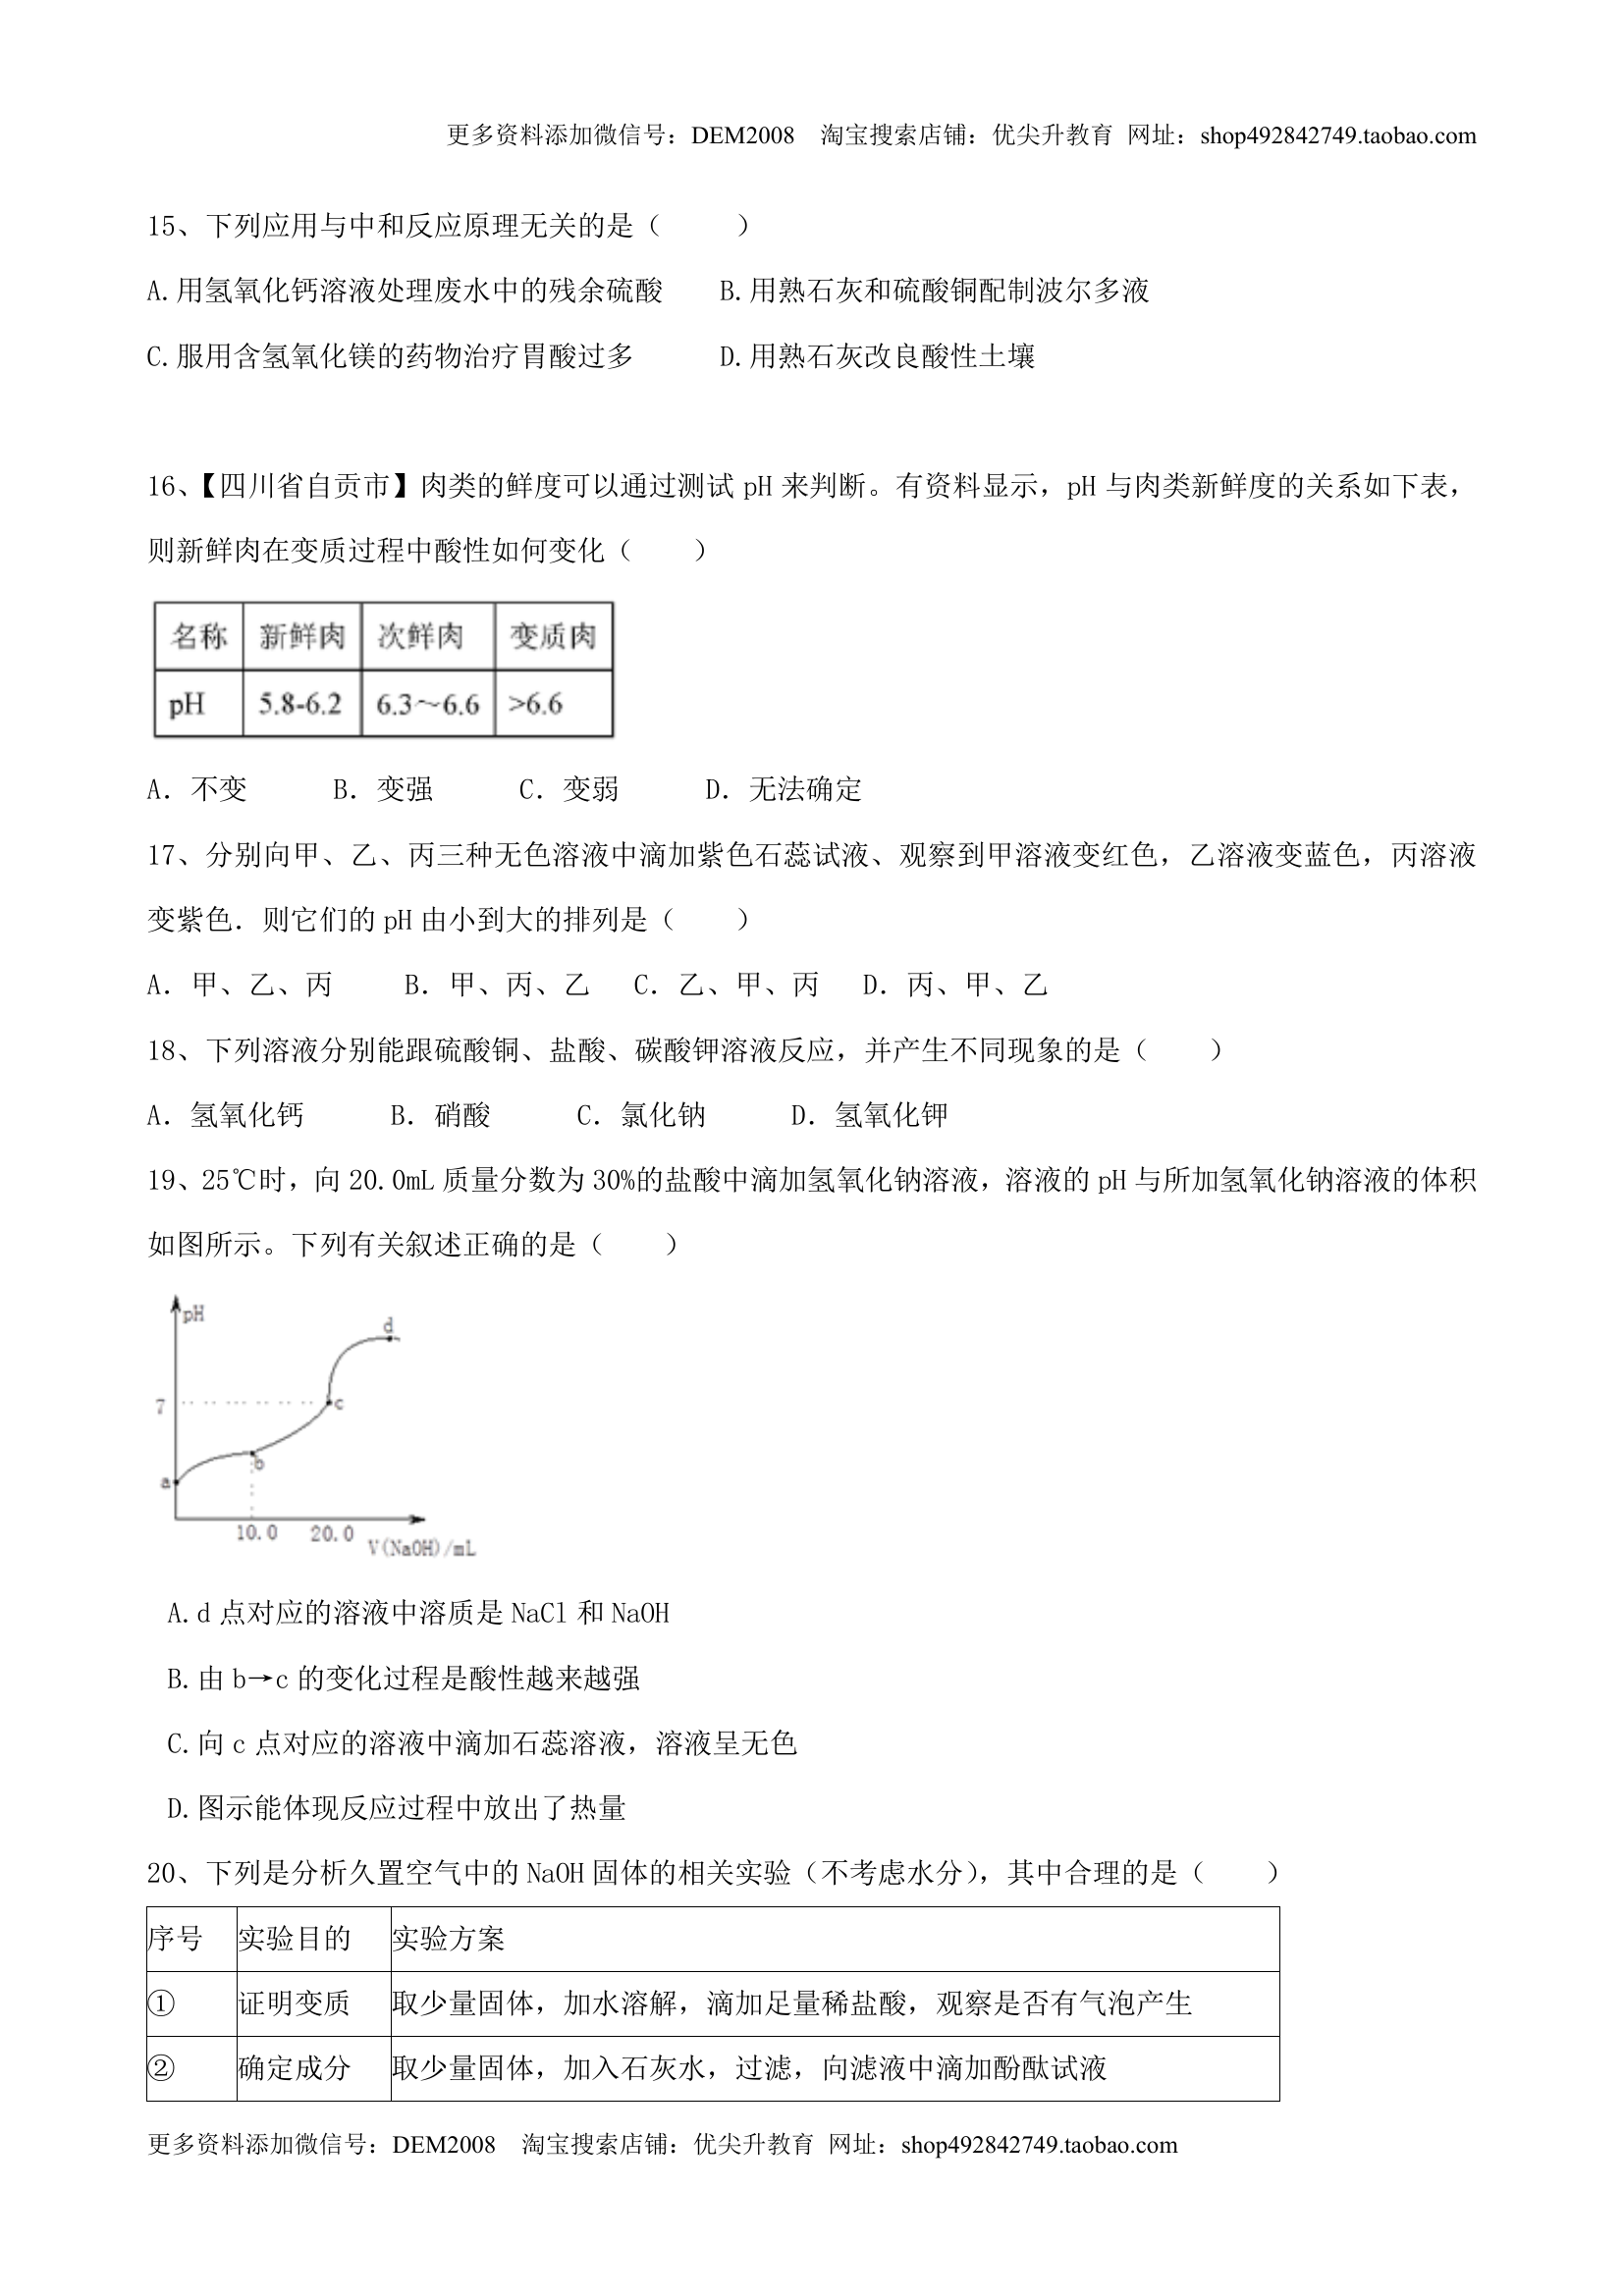 更多资料添加微信号：DEM2008 淘宝搜索店铺：优尖升教育 网址：shop492842749.taobao.com
15、下列应用与中和反应原理无关的是（ ）
A.用氢氧化钙溶液处理废水中的残余硫酸 B.用熟石灰和硫酸铜配制波尔多液
C.服用含氢氧化镁的药物治疗胃酸过多 D.用熟石灰改良酸性土壤
16、【四川省自贡市】肉类的鲜度可以通过测试 pH 来判断。有资料显示，pH 与肉类新鲜度的关系如下表，
则新鲜肉在变质过程中酸性如何变化（ ）
名称 新鲜肉 次鲜肉 变质肉
pH 5.8-6.2 6.3～6.6 >6.6
A．不变 B．变强 C．变弱 D．无法确定
17、分别向甲、乙、丙三种无色溶液中滴加紫色石蕊试液、观察到甲溶液变红色，乙溶液变蓝色，丙溶液
变紫色．则它们的 pH 由小到大的排列是（ ）
A．甲、乙、丙 B．甲、丙、乙 C．乙、甲、丙 D．丙、甲、乙
18、下列溶液分别能跟硫酸铜、盐酸、碳酸钾溶液反应，并产生不同现象的是（ ）
A．氢氧化钙 B．硝酸 C．氯化钠 D．氢氧化钾
19、25℃时，向 20.0mL 质量分数为 30%的盐酸中滴加氢氧化钠溶液，溶液的 pH 与所加氢氧化钠溶液的体积
如图所示。下列有关叙述正确的是（ ）
pH
d
7
c
b
a
10.0 20.0
V(NaOH)/mL
A.d 点对应的溶液中溶质是 NaCl 和 NaOH
B.由 b→c 的变化过程是酸性越来越强
C.向 c 点对应的溶液中滴加石蕊溶液，溶液呈无色
D.图示能体现反应过程中放出了热量
20、下列是分析久置空气中的 NaOH 固体的相关实验（不考虑水分），其中合理的是（ ）
序号 实验目的 实验方案
① 证明变质 取少量固体，加水溶解，滴加足量稀盐酸，观察是否有气泡产生
② 确定成分 取少量固体，加入石灰水，过滤，向滤液中滴加酚酞试液
更多资料添加微信号：DEM2008 淘宝搜索店铺：优尖升教育 网址：shop492842749.taobao.com